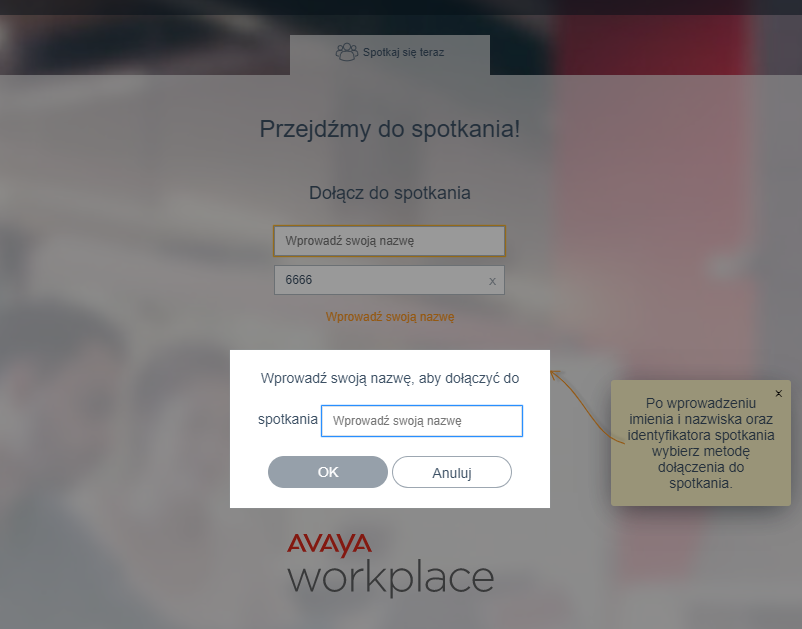 Spotkaj się teraz
Przejdźmy do spotkania!
Dołącz do spotkania
Wprowadź swoją nazwę
6666 x
Wprowadź swoją nazwę
Wprowadź swoją nazwę, aby dołączyć do
spotkania Wprowadź swoją nazwę
OK Anuluj
x
Po wprowadzeniu
imienia i nazwiska oraz
identyfikatora spotkania
wybierz metodę
dołączenia do
spotkania.
AVAYA
workplace